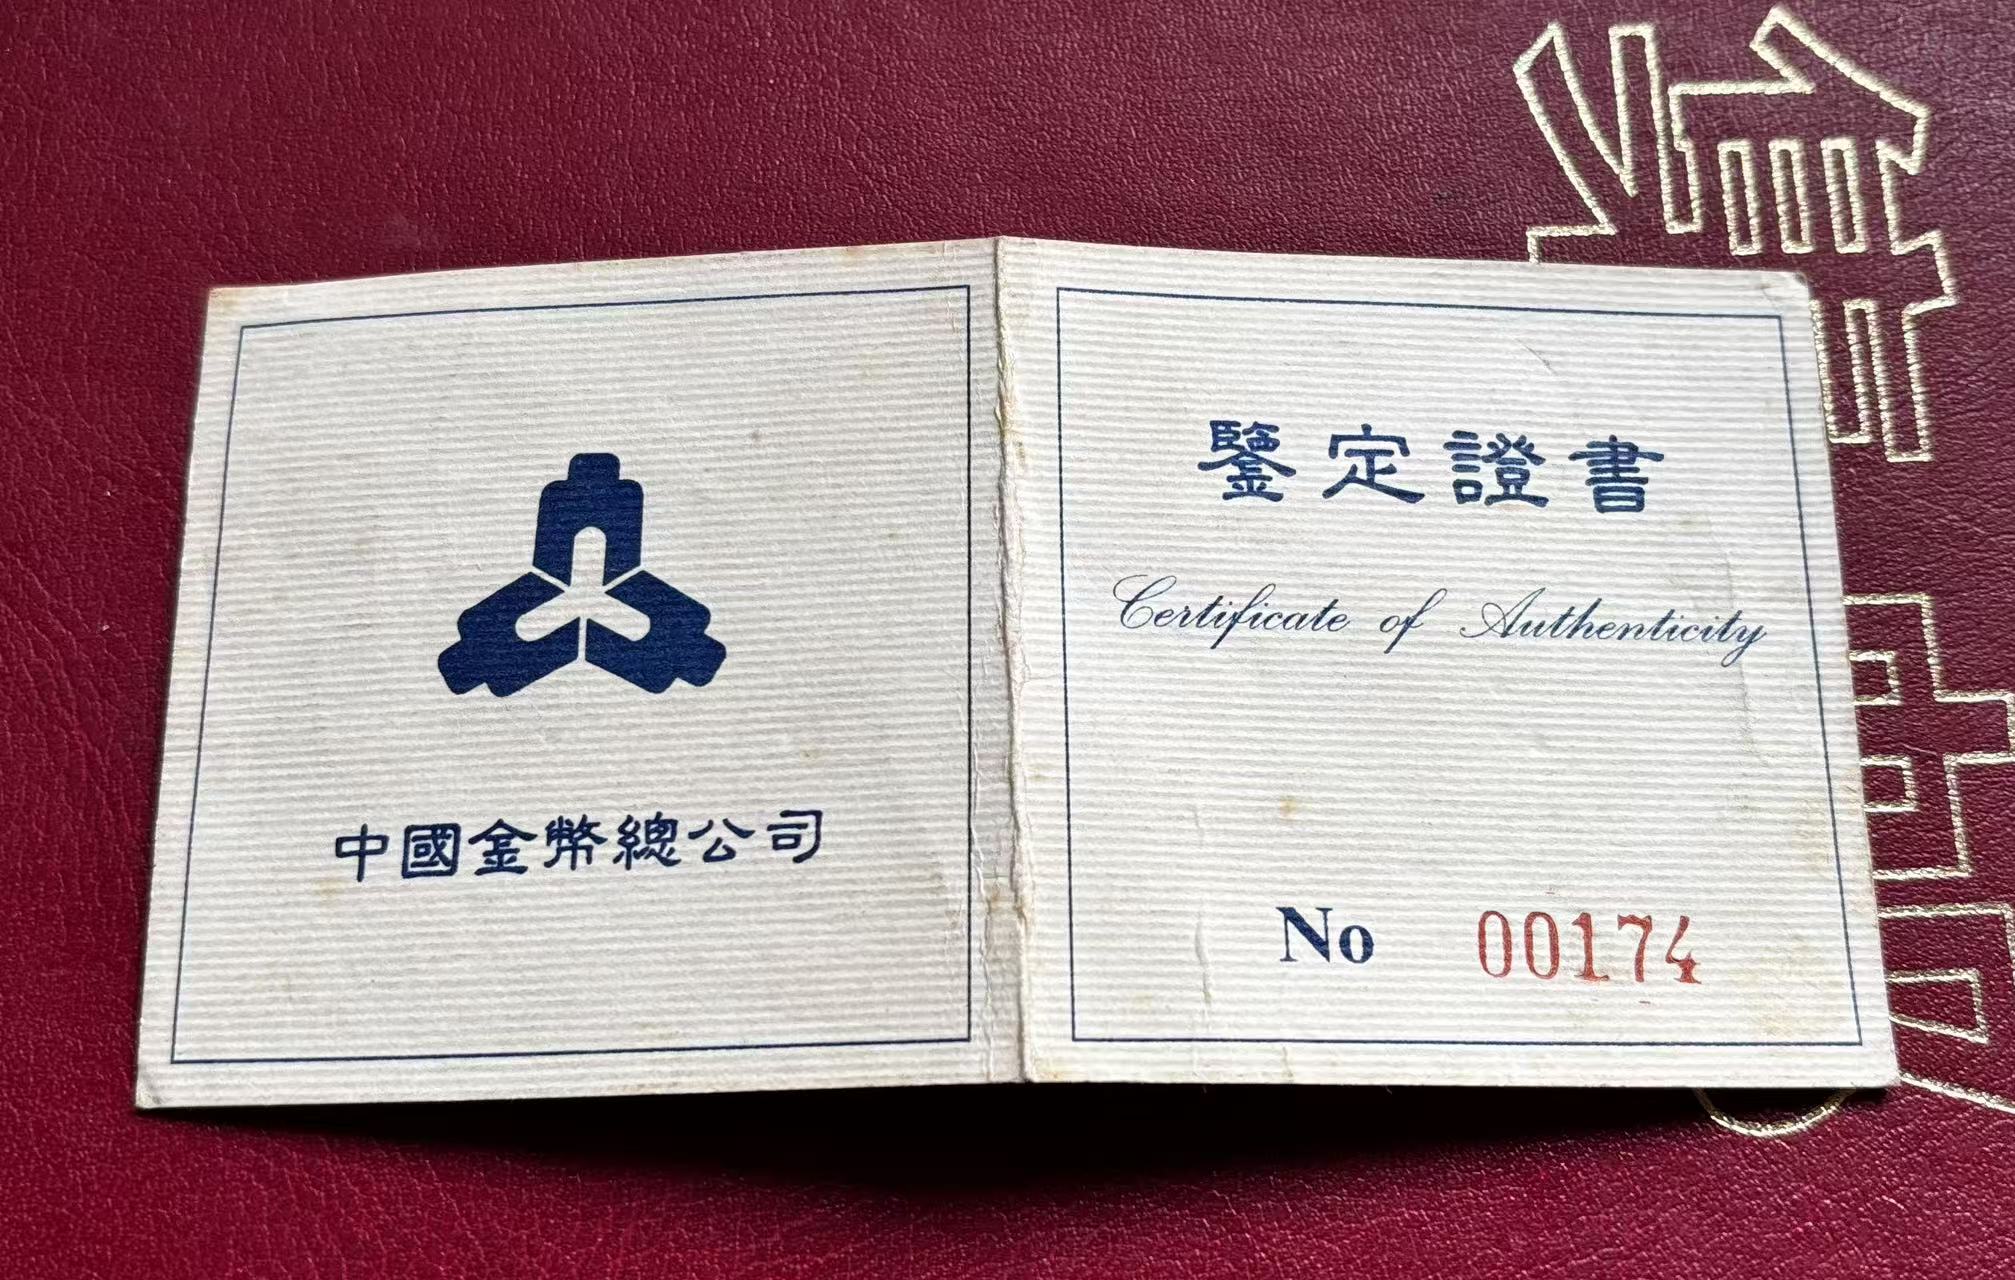 中國金幣總公司
鑒定證書
Certificate of Authenticity
No 00174